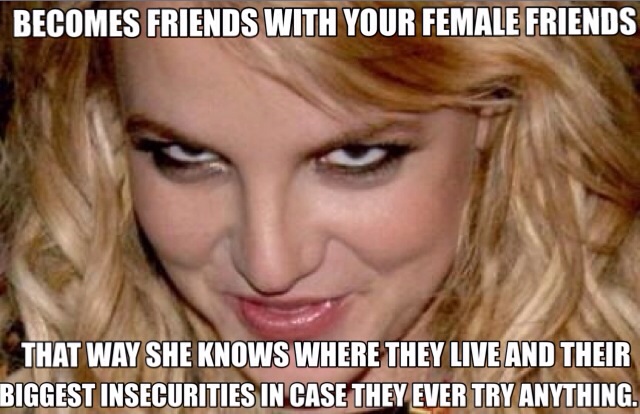 BECOMES FRIENDS WITH YOUR FEMALE FRIENDS
THAT WAY SHE KNOWS WHERE THEY LIVE AND THEIR
BIGGEST INSECURITIES IN CASE THEY EVER TRY ANYTHING.